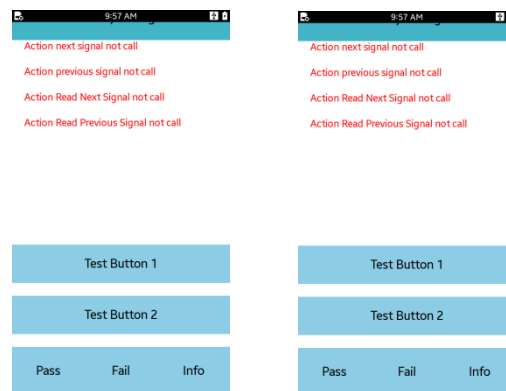 9:57 AM
Action next signal not call
Action previous signal not call
Action Read Next Signal not call
Action Read Previous Signal not call
Test Button 1
Test Button 2
Pass Fail Info
9:57 AM
Action next signal not call
Action previous signal not call
Action Read Next Signal not call
Action Read Previous Signal not call
Test Button 1
Test Button 2
Pass Fail Info